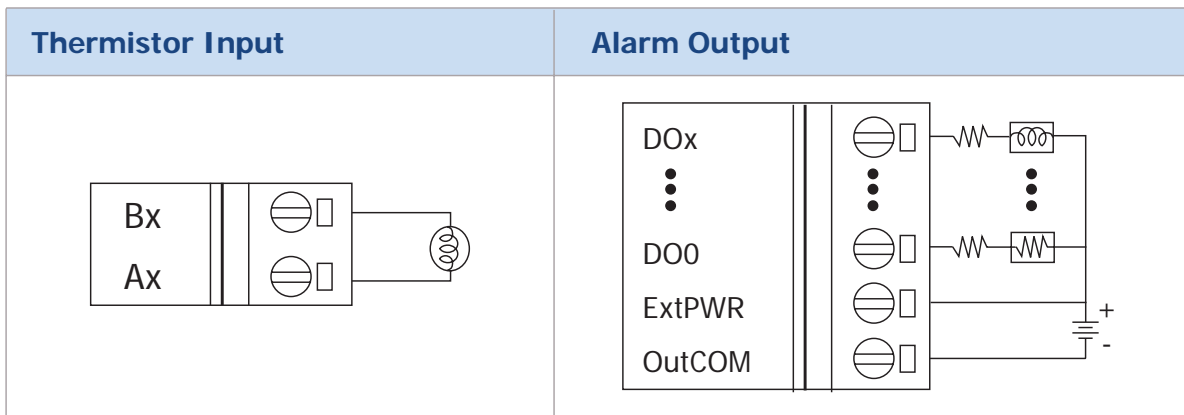 Thermistor Input
Alarm Output
Bx
Ax
DOx
DO0
ExtPWR
OutCOM
+
-